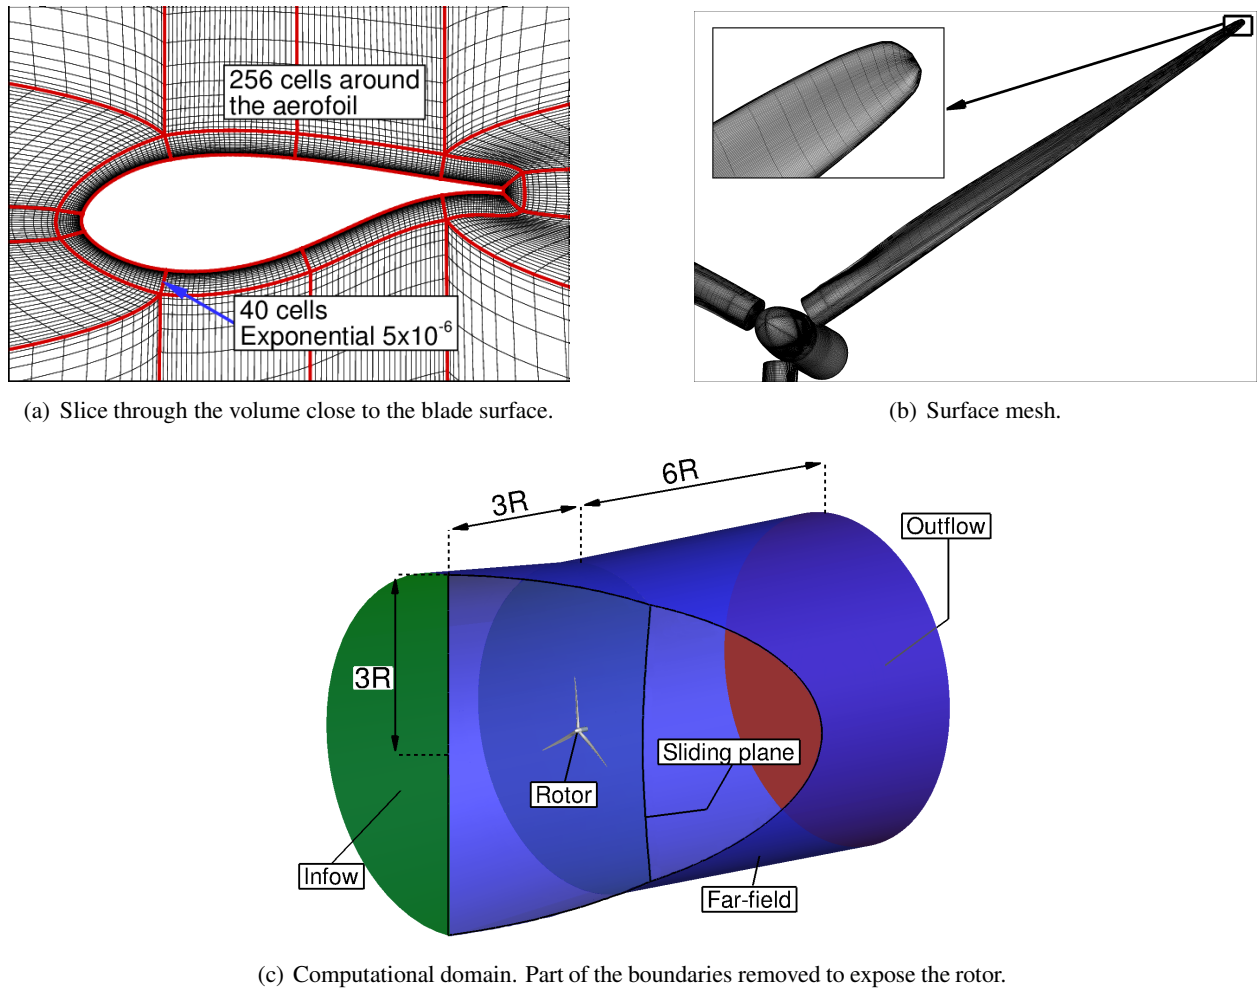 256 cells around
the aerofoil
40 cells
Exponential 5x10⁻⁶
(a) Slice through the volume close to the blade surface.
(b) Surface mesh.
3R
6R
Outflow
3R
Sliding plane
Rotor
Infow
Far-field
(c) Computational domain. Part of the boundaries removed to expose the rotor.